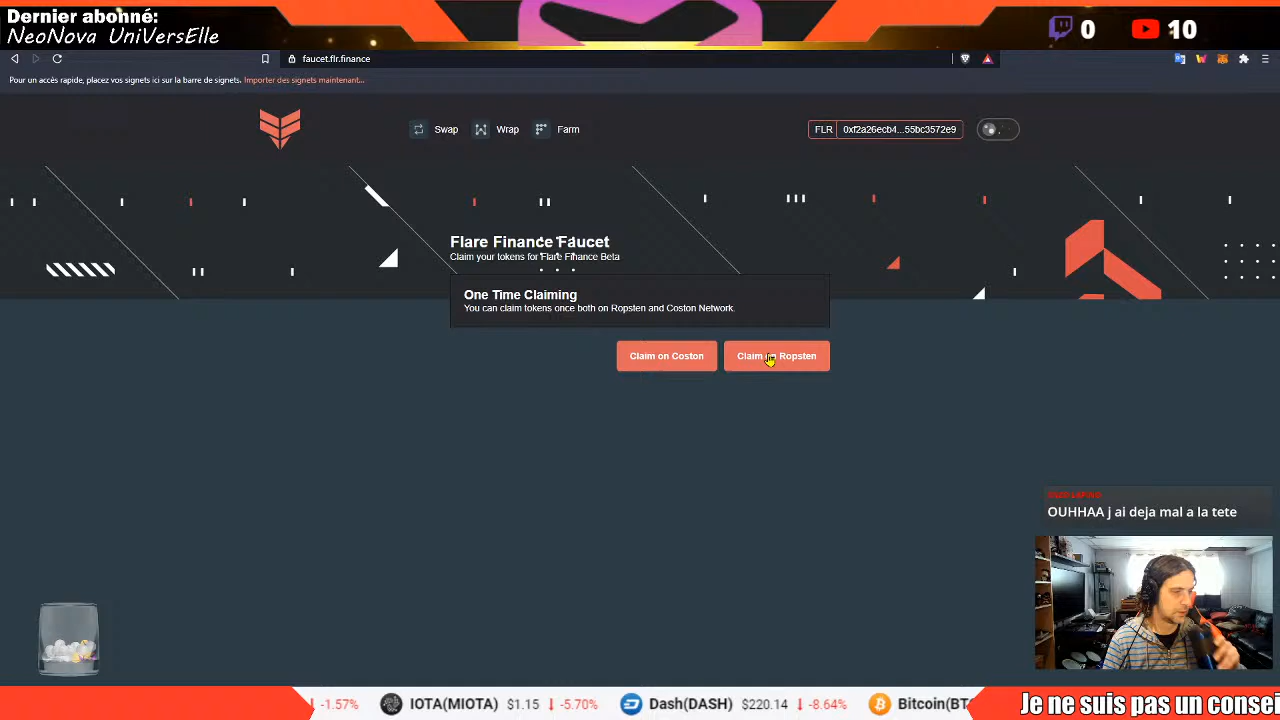 Dernier abonné:
NeoNova UniVersElle
0
10
faucet.flr.finance
Pour un accès rapide, placez vos signets ici sur la barre de signets. Importer des signets maintenant...
Swap
Wrap
Farm
FLR
0xf2a26ecb4...55bc3572e9
Flare Finance Faucet
Claim your tokens for Flare Finance Beta
One Time Claiming
You can claim tokens once both on Ropsten and Coston Network.
Claim on Coston
Claim on Ropsten
OUHHAA j ai deja mal a la tete
-1.57%
IOTA(MIOTA) $1.15 -5.70%
Dash(DASH) $220.14 -8.64%
Bitcoin(BT
Je ne suis pas un consei